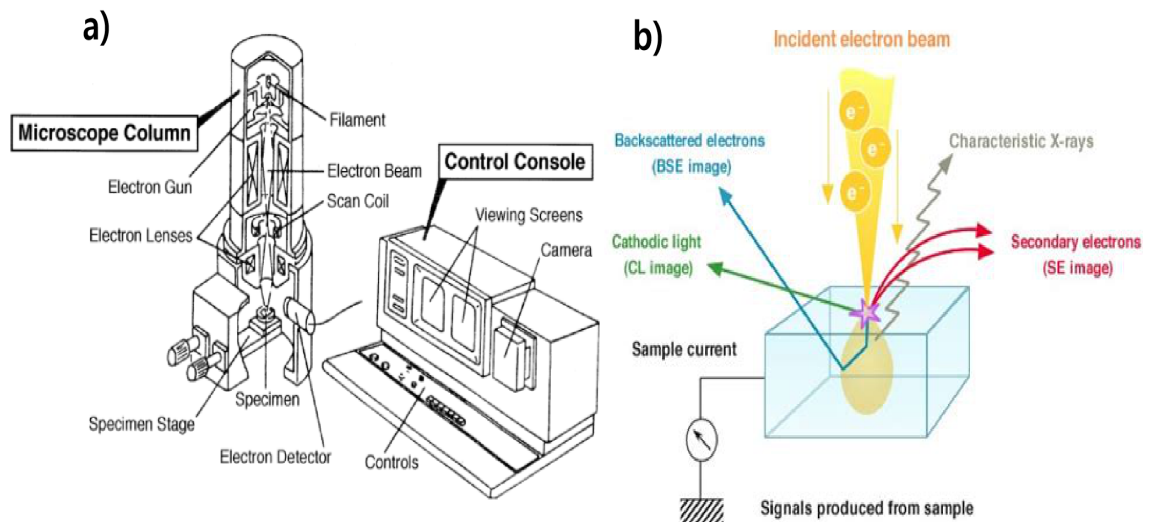 a)
Microscope Column
Filament
Electron Gun
Electron Beam
Scan Coil
Electron Lenses
Specimen
Specimen Stage
Electron Detector
Control Console
Viewing Screens
Camera
Controls
b)
Incident electron beam
e⁻
e⁻
e⁻
Backscattered electrons
(BSE image)
Characteristic X-rays
Cathodic light
(CL image)
Secondary electrons
(SE image)
Sample current
Signals produced from sample